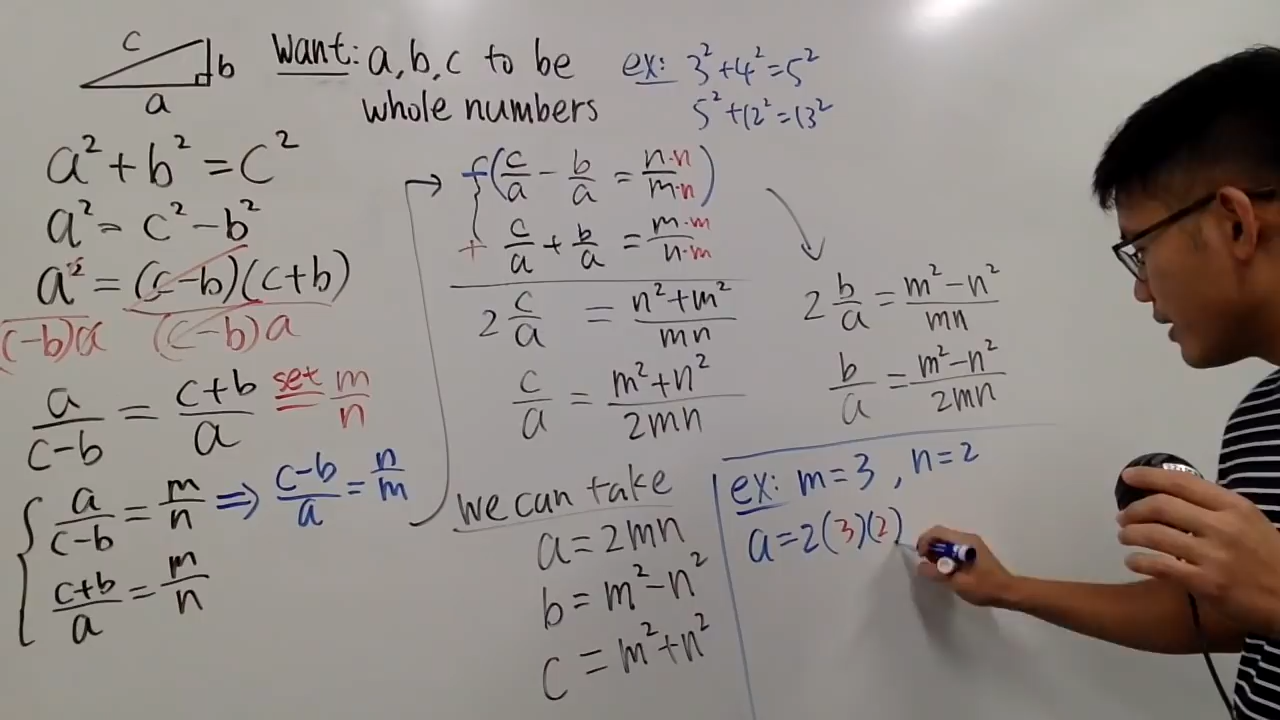 c
b
a
Want: a, b, c to be
whole numbers
ex: 3² + 4² = 5²
5² + 12² = 13²
a² + b² = c²
a² = c² - b²
a² = (c-b)(c+b)
(c-b)a (c-b)a
a/(c-b) = (c+b)/a set= m/n
{ a/(c-b) = m/n ⇒ (c-b)/a = n/m
(c+b)/a = m/n
→ -(c/a - b/a = n·n/m·n)
+ c/a + b/a = m·m/n·m
2 c/a = (n²+m²)/mn
c/a = (m²+n²)/2mn
2 b/a = (m²-n²)/mn
b/a = (m²-n²)/2mn
we can take
a = 2mn
b = m²-n²
c = m²+n²
ex: m=3, n=2
a=2(3)(2)